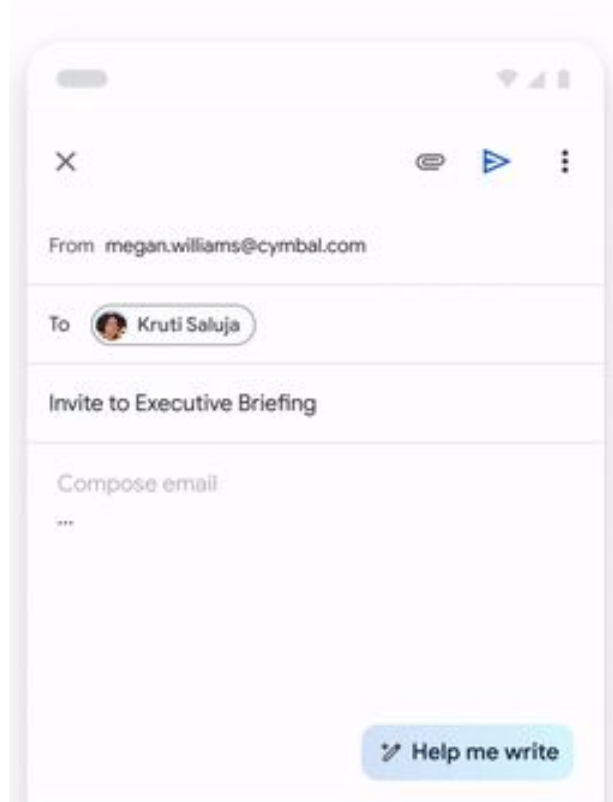 From megan.williams@cymbal.com
To Kruti Saluja
Invite to Executive Briefing
Compose email
...
Help me write